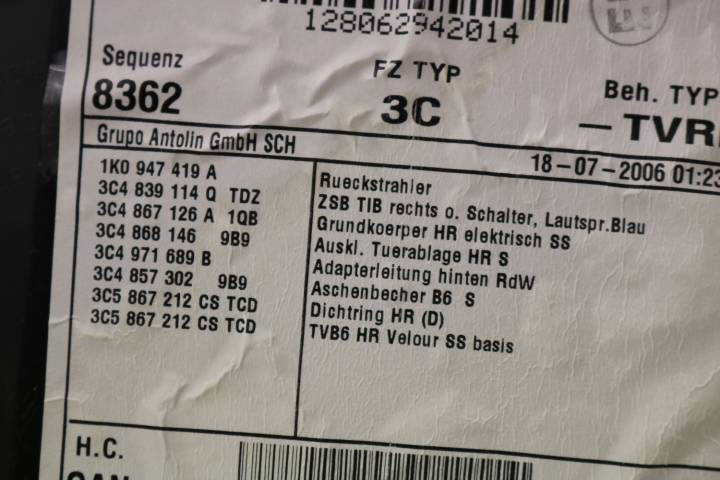 128062942014
Sequenz FZ TYP Beh. TYP
8362 3C
Grupo Antolin GmbH SCH 18-07-2006 01:23
1K0 947 419 A Rueckstrahler
3C4 839 114 Q TDZ ZSB TIB rechts o. Schalter, Lautspr.Blau
3C4 867 126 A 1QB Grundkoerper HR elektrisch SS
3C4 868 146 9B9 Auskl. Tuerablage HR S
3C4 971 689 B Adapterleitung hinten RdW
3C4 857 302 9B9 Aschenbecher B6 S
3C5 867 212 CS TCD Dichtring HR (D)
3C5 867 212 CS TCD TVB6 HR Velour SS basis
H.C.